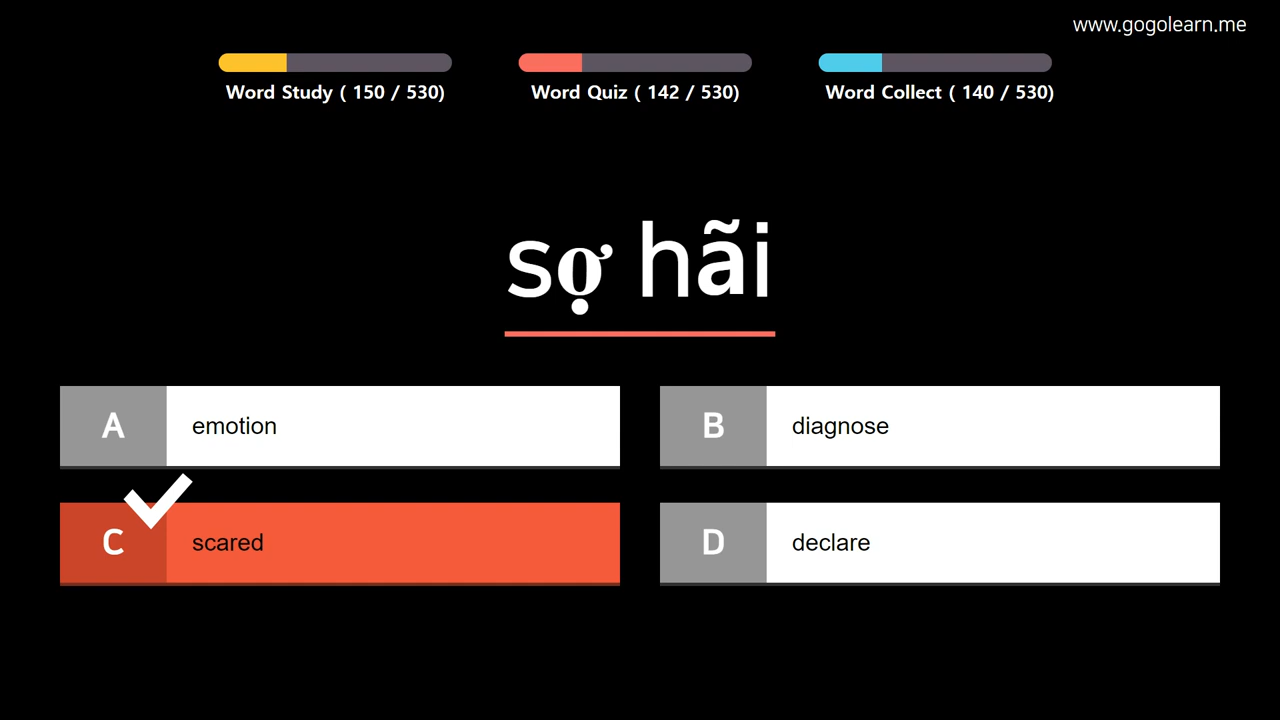 www.gogolearn.me
Word Study ( 150 / 530)
Word Quiz ( 142 / 530)
Word Collect ( 140 / 530)
sợ hãi
A emotion
B diagnose
C scared
D declare